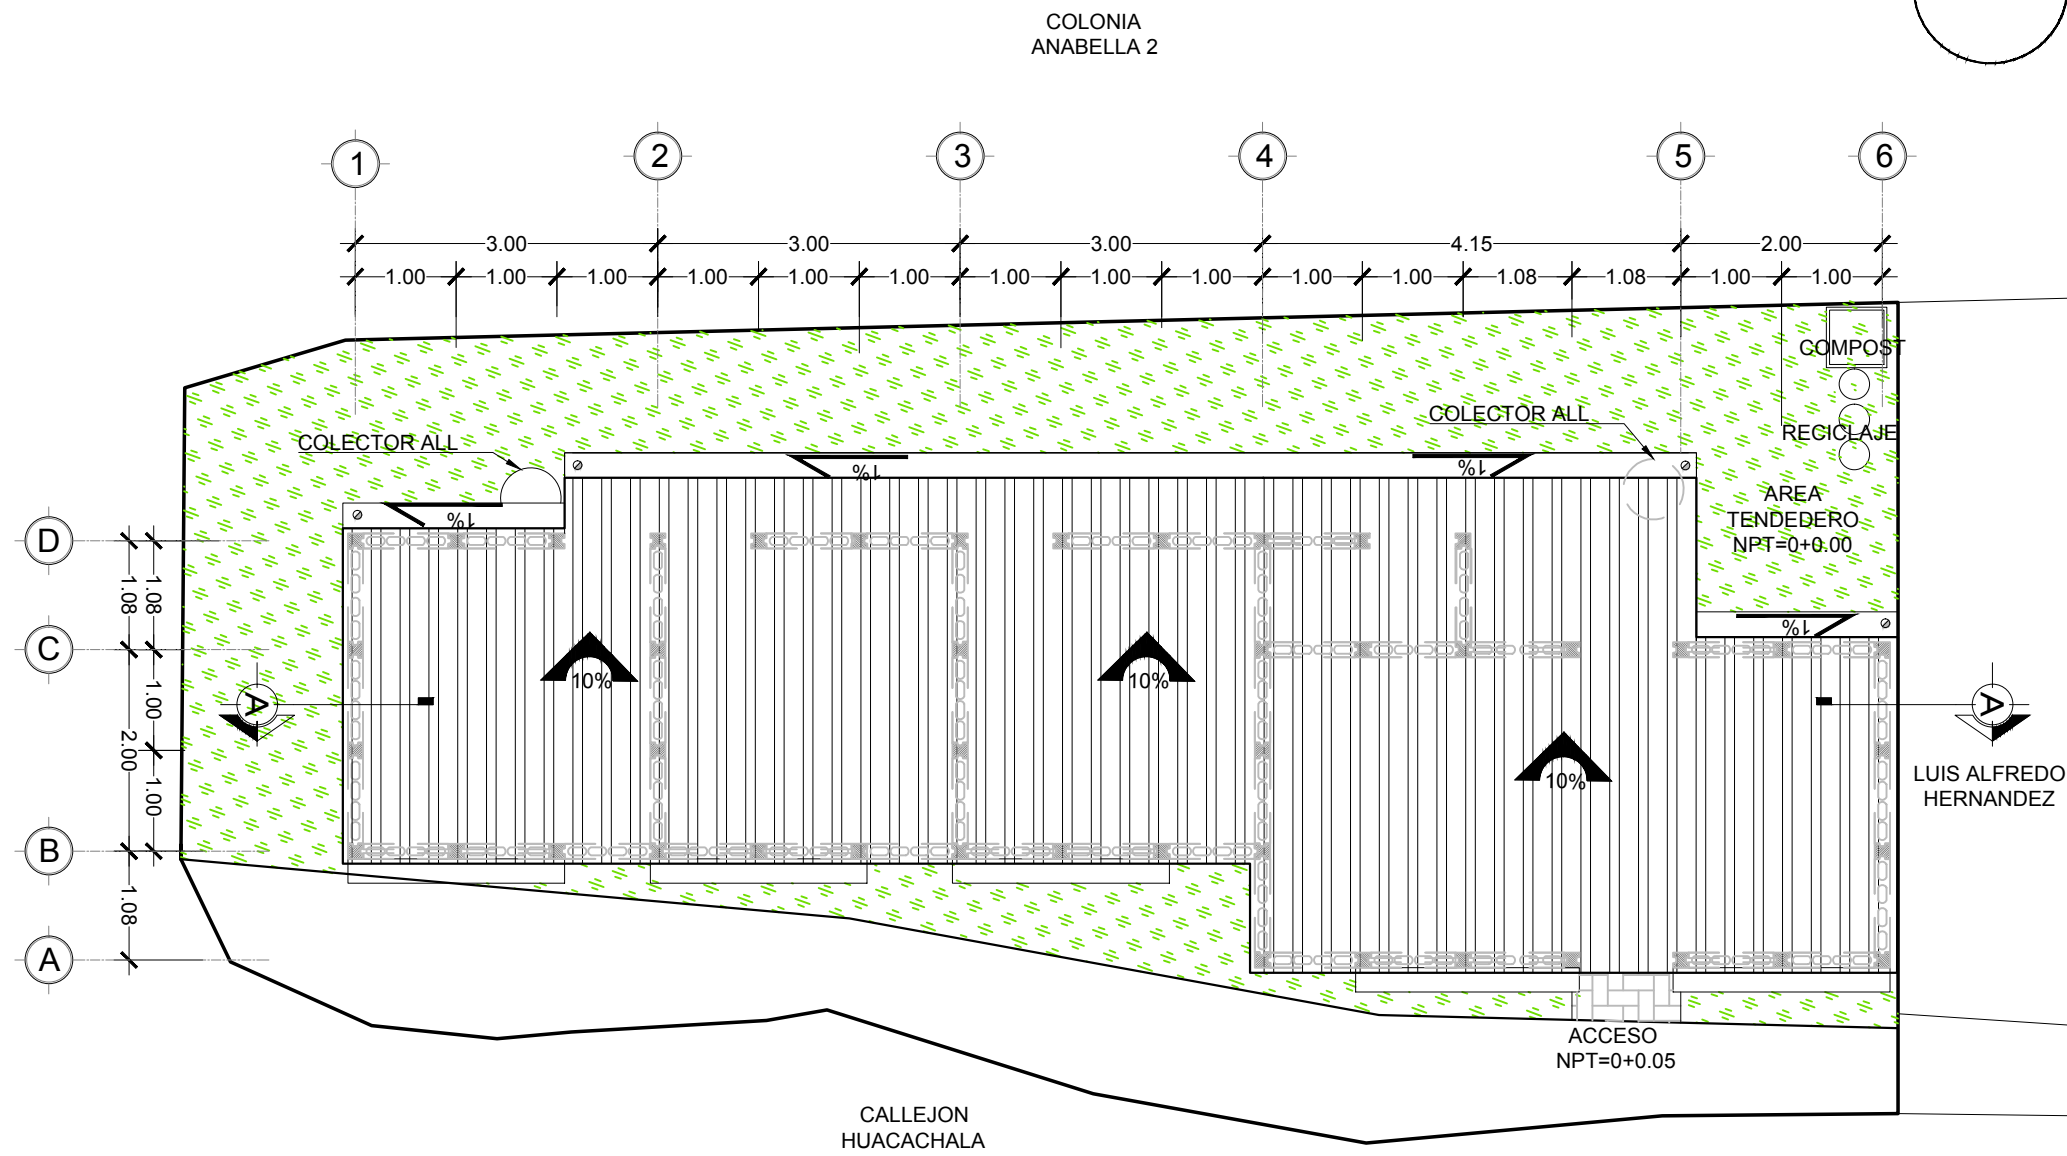 COLONIA
ANABELLA 2
1 2 3 4 5 6
3.00 3.00 3.00 4.15 2.00
1.00 1.00 1.00 1.00 1.00 1.00 1.00 1.00 1.00 1.00 1.00 1.08 1.08 1.00 1.00
COMPOST
COLECTOR ALL
RECICLAJE
COLECTOR ALL
1%
1%
AREA
TENDEDERO
NPT=0+0.00
1%
D
1.08
1.08
1%
C
10%
10%
A
A
1.00
2.00
1.00
10%
LUIS ALFREDO
HERNANDEZ
B
1.08
A
ACCESO
NPT=0+0.05
CALLEJON
HUACACHALA